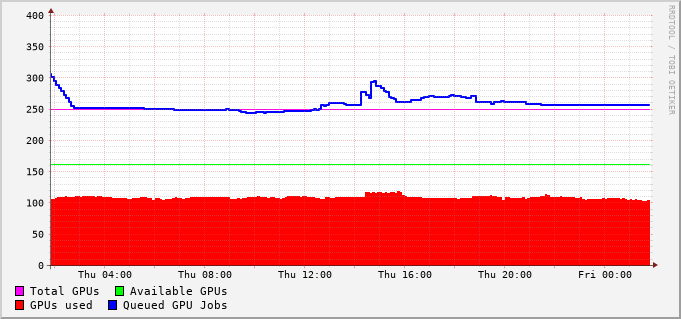 400
350
300
250
200
150
100
50
0
Thu 04:00 Thu 08:00 Thu 12:00 Thu 16:00 Thu 20:00 Fri 00:00
Total GPUs Available GPUs
GPUs used Queued GPU Jobs
RRDTOOL / TOBI OETIKER